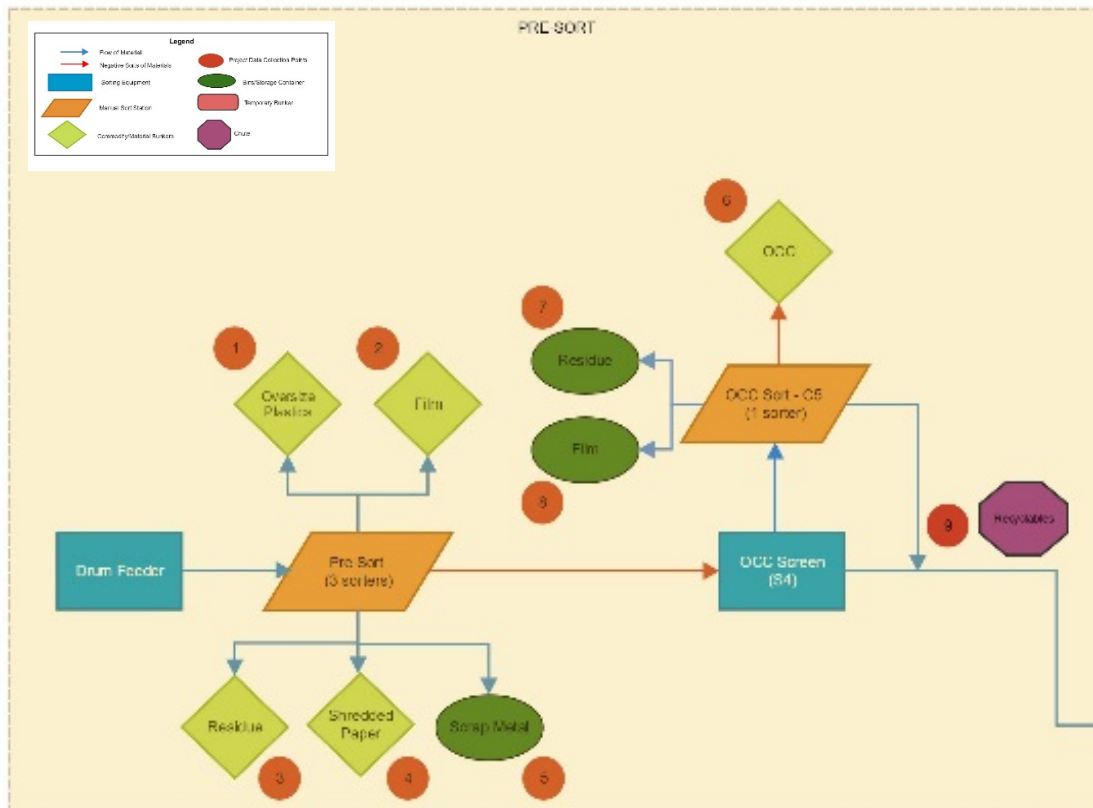 PRE SORT
Legend
Flow of Material
Negative Sorts of Materials
Sorting Equipment
Manual Sort Station
Commodity/Material Bunkers
Project Data Collection Points
Bins/Storage Container
Temporary Bunker
Chute
6
OCC
7
Residue
OCC Sort - C5
(1 sorter)
Film
8
1
2
Oversize
Plastics
Film
9
Recyclables
Drum Feeder
Pre Sort
(3 sorters)
OCC Screen
(S4)
Residue
Shredded
Paper
Scrap Metal
3
4
5